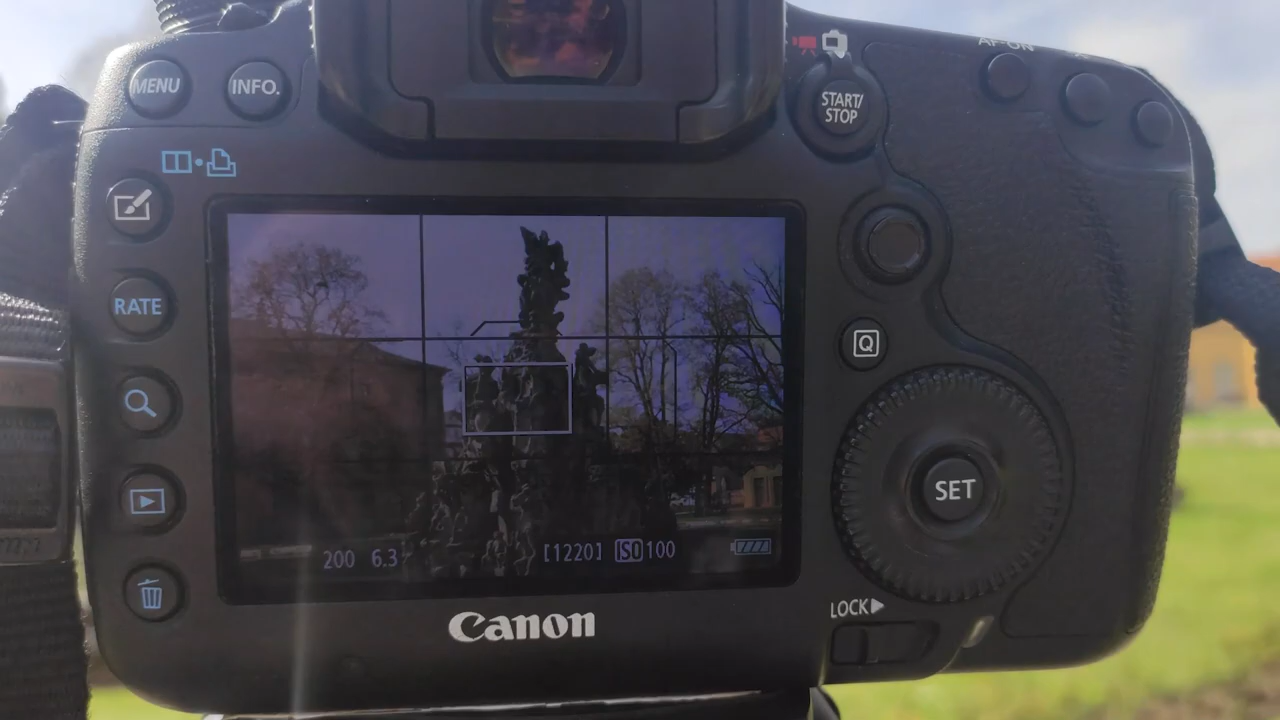 AF-ON
MENU
INFO.
START/
STOP
RATE
Q
SET
200 6.3 [1220] ISO 100
LOCK
Canon